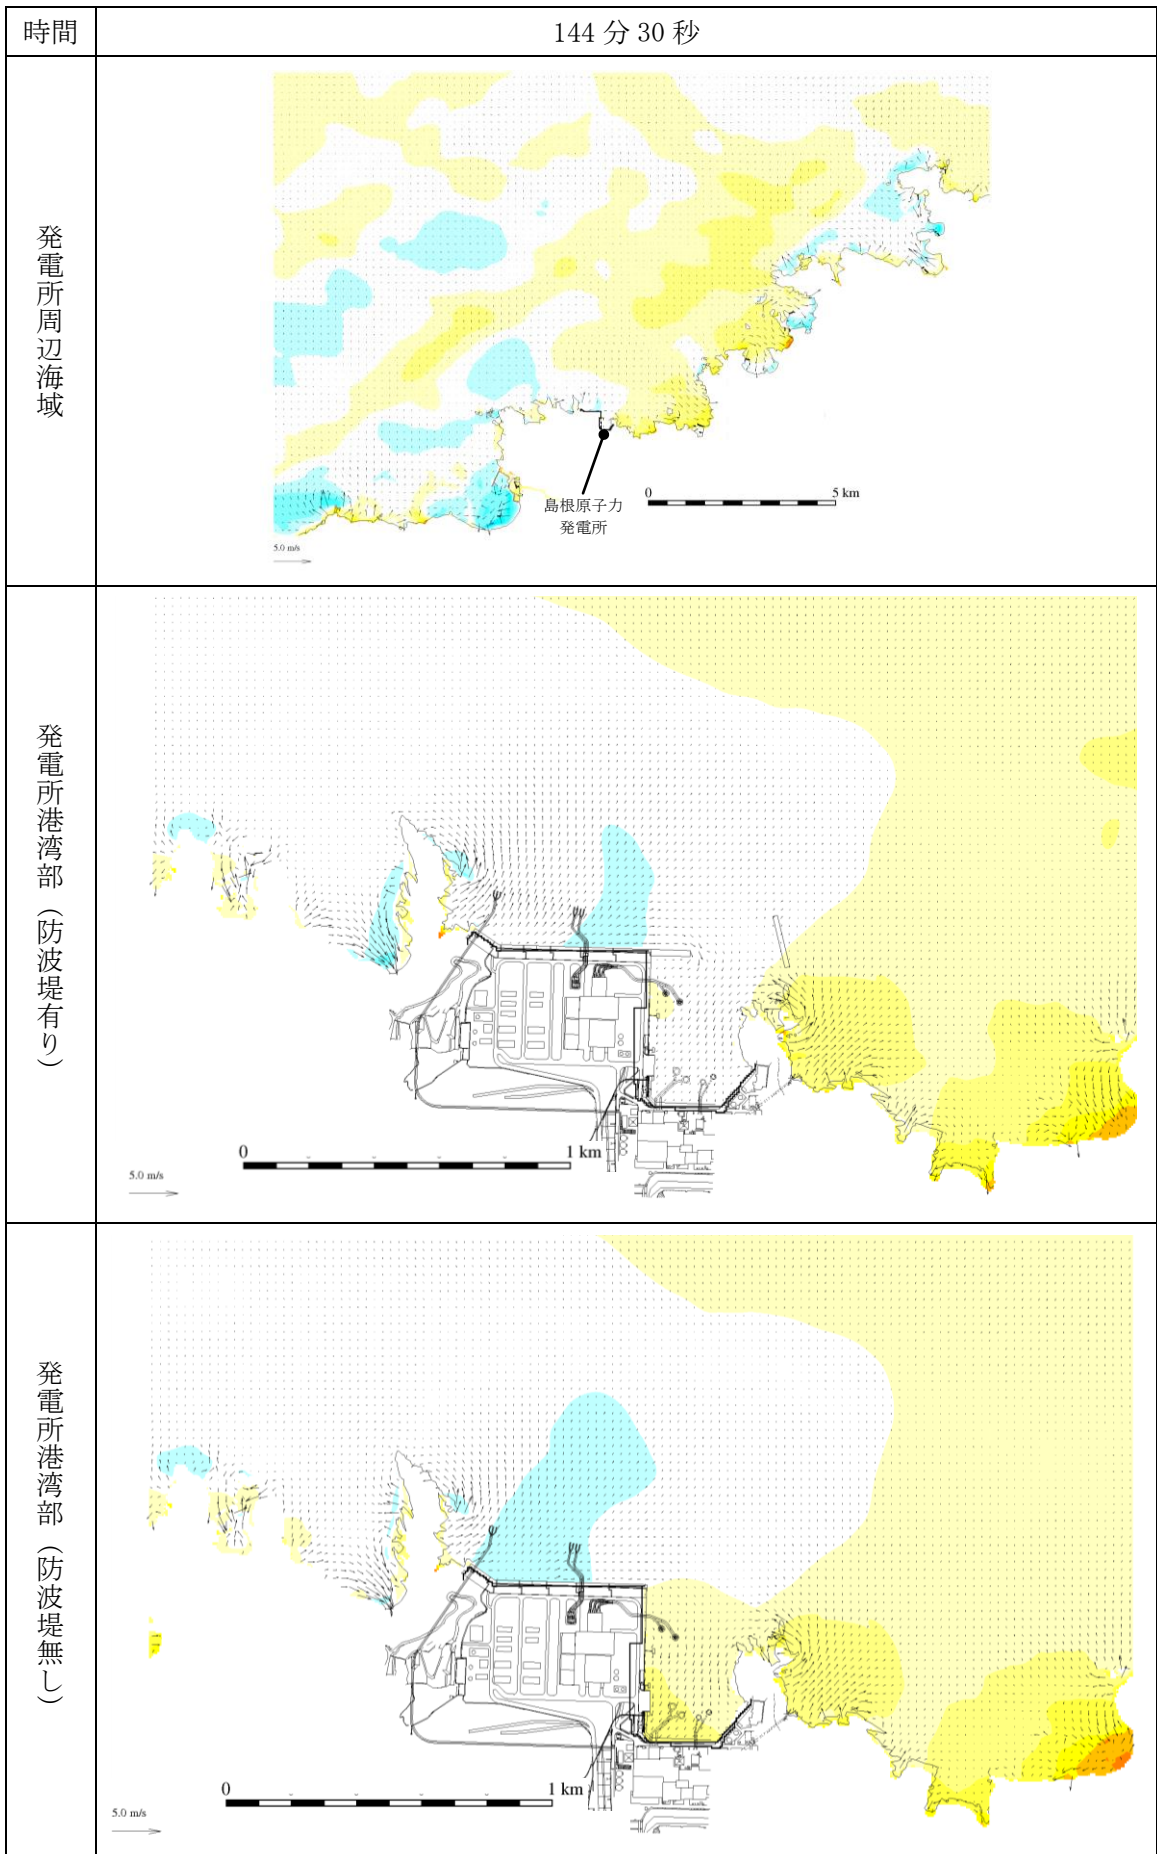 時間
144 分 30 秒
発電所周辺海域
島根原子力
発電所
0
5 km
5.0 m/s
発電所港湾部（防波堤有り）
0
1 km
5.0 m/s
発電所港湾部（防波堤無し）
0
1 km
5.0 m/s